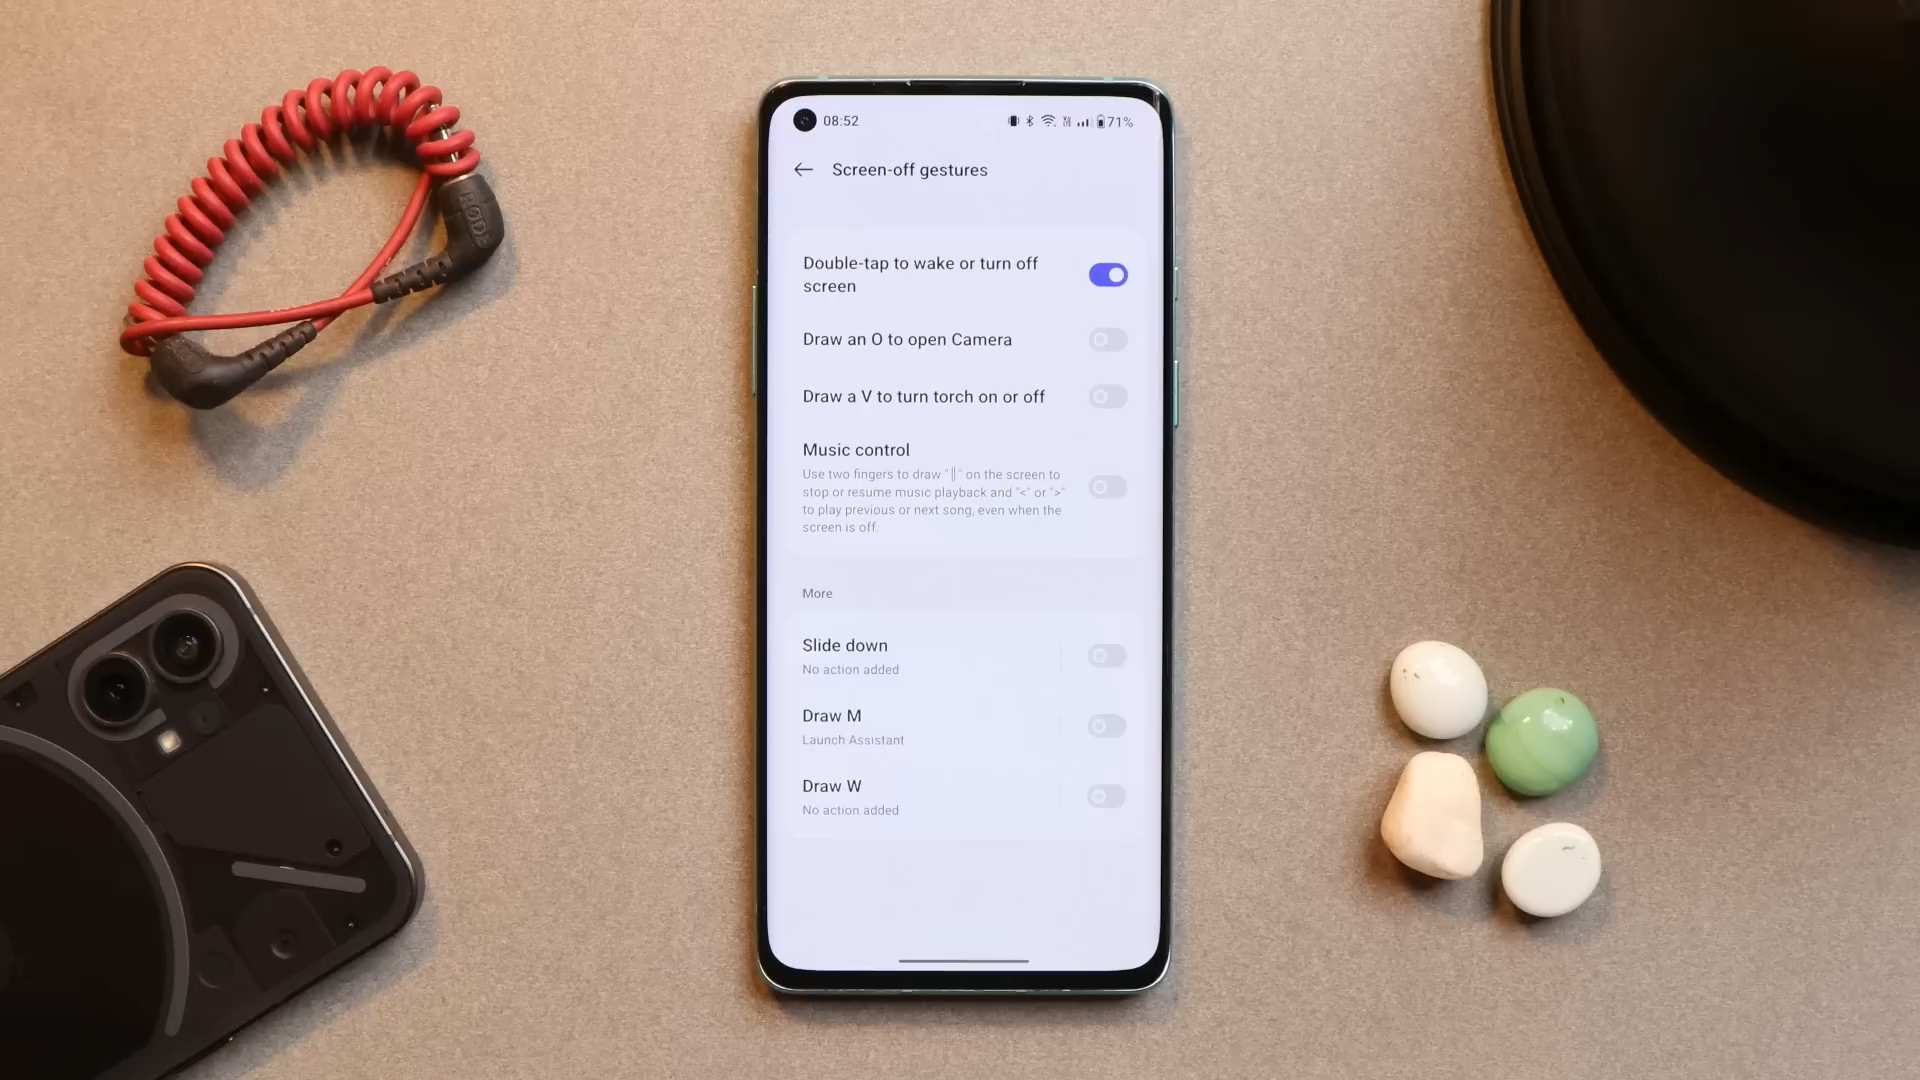 RØDE
08:52
71%
Screen-off gestures
Double-tap to wake or turn off
screen
Draw an O to open Camera
Draw a V to turn torch on or off
Music control
Use two fingers to draw "||" on the screen to
stop or resume music playback and "<" or ">"
to play previous or next song, even when the
screen is off.
More
Slide down
No action added
Draw M
Launch Assistant
Draw W
No action added